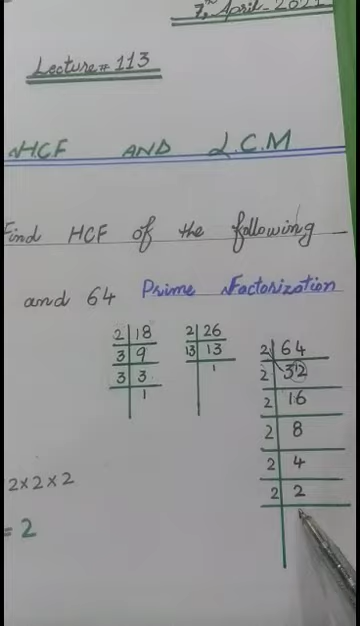 7, April - 2021
Lecture # 113
HCF AND L.C.M
Find HCF of the following
and 64 Prime Factorization
2 18
3 9
3 3
1
2 26
13 13
1
2 64
2 32
2 16
2 8
2 4
2 2
2 × 2 × 2
= 2